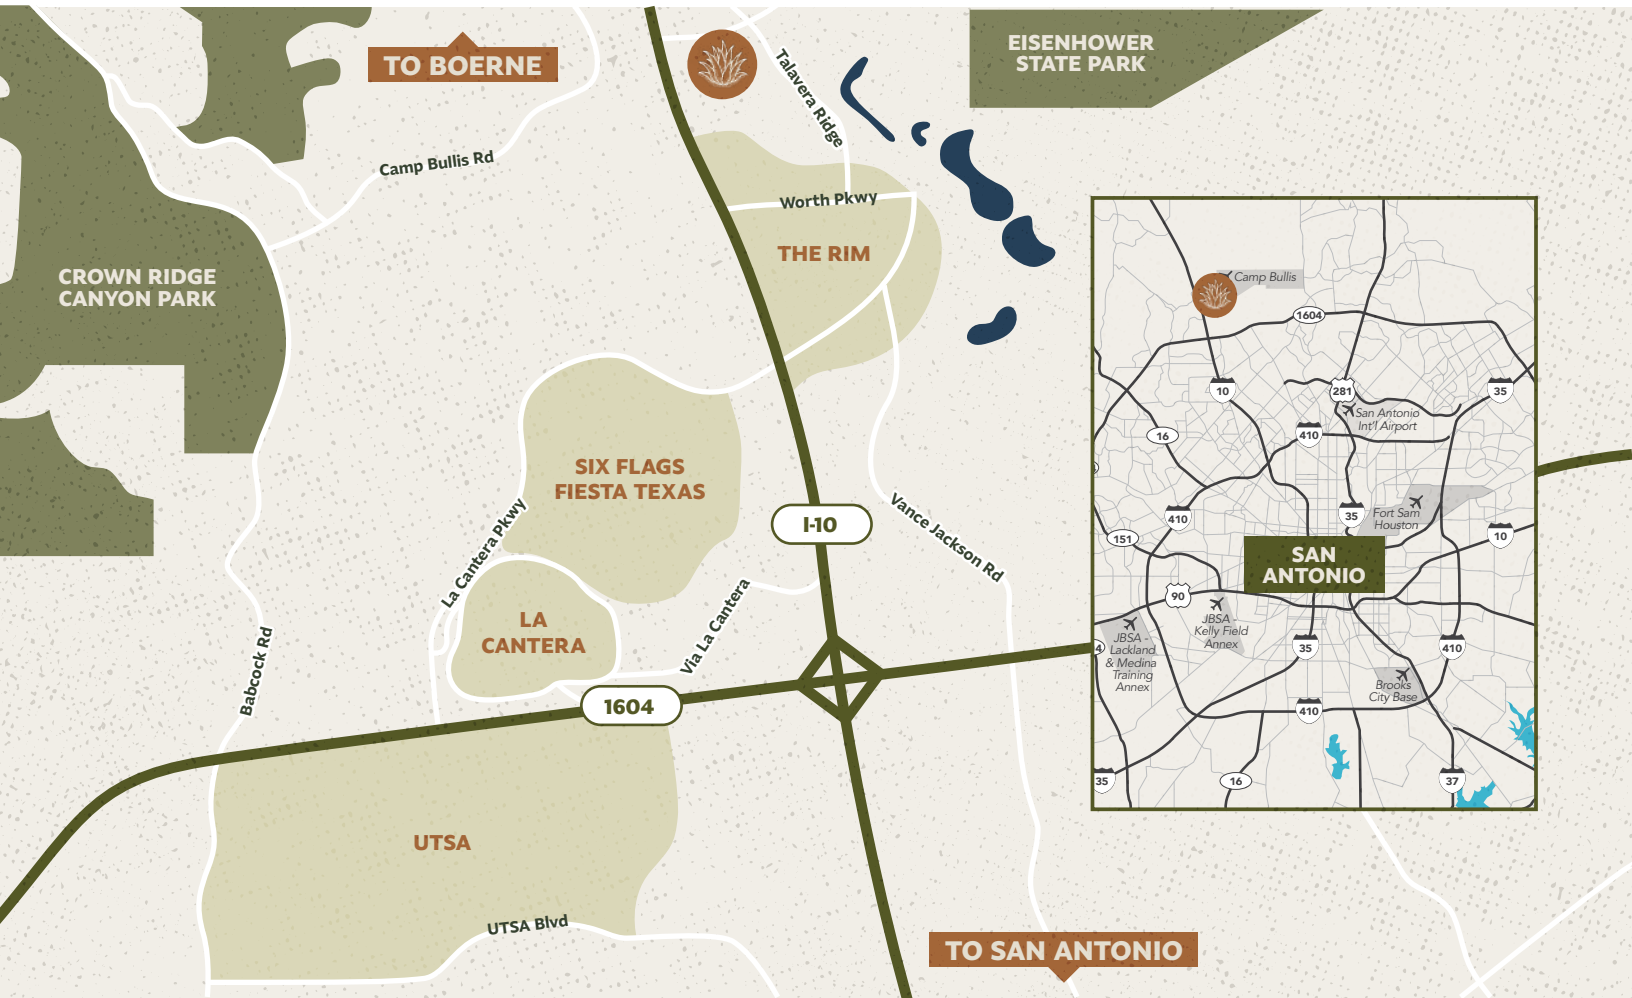 EISENHOWER
STATE PARK
TO BOERNE
Talavera Ridge
Camp Bullis Rd
Worth Pkwy
THE RIM
CROWN RIDGE
CANYON PARK
SIX FLAGS
FIESTA TEXAS
I-10
La Cantera Pkwy
Vance Jackson Rd
LA
CANTERA
Via La Cantera
Babcock Rd
1604
UTSA
UTSA Blvd
TO SAN ANTONIO
Camp Bullis
1604
10
281
35
San Antonio
Int'l Airport
16
410
410
35
Fort Sam
Houston
10
151
SAN
ANTONIO
90
JBSA -
Kelly Field
Annex
JBSA -
Lackland
& Medina
Training
Annex
4
35
410
Brooks
City Base
410
35
16
37